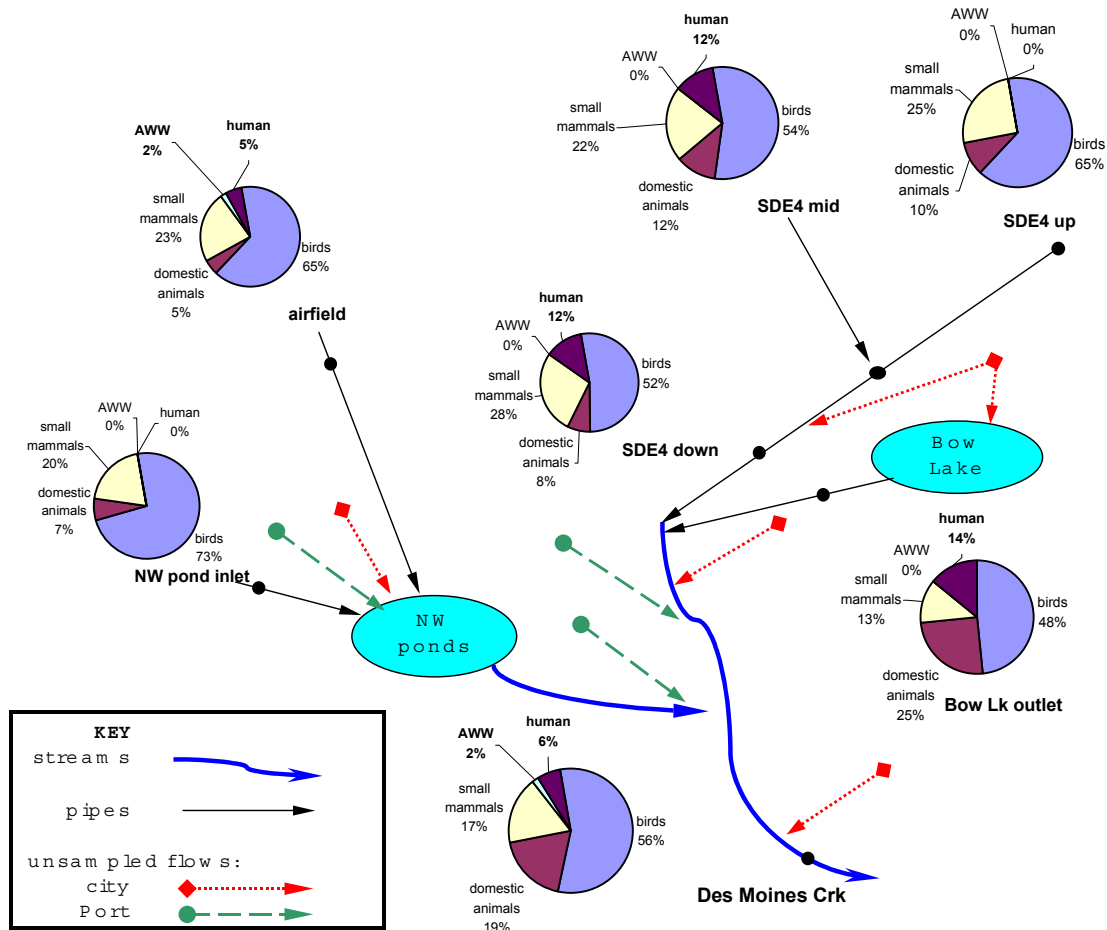 human
12%
AWW
0%
small
mammals
22%
birds
54%
domestic
animals
12%
SDE4 mid
AWW
0%
human
0%
small
mammals
25%
birds
65%
domestic
animals
10%
SDE4 up
AWW
2%
human
5%
small
mammals
23%
birds
65%
domestic
animals
5%
airfield
human
12%
AWW
0%
small
mammals
28%
birds
52%
domestic
animals
8%
SDE4 down
AWW
0%
human
0%
small
mammals
20%
domestic
animals
7%
birds
73%
NW pond inlet
Bow
Lake
NW
ponds
human
14%
AWW
0%
small
mammals
13%
birds
48%
domestic
animals
25%
Bow Lk outlet
human
6%
AWW
2%
small
mammals
17%
birds
56%
domestic
animals
19%
Des Moines Crk
KEY
streams
pipes
unsampled flows:
city
Port